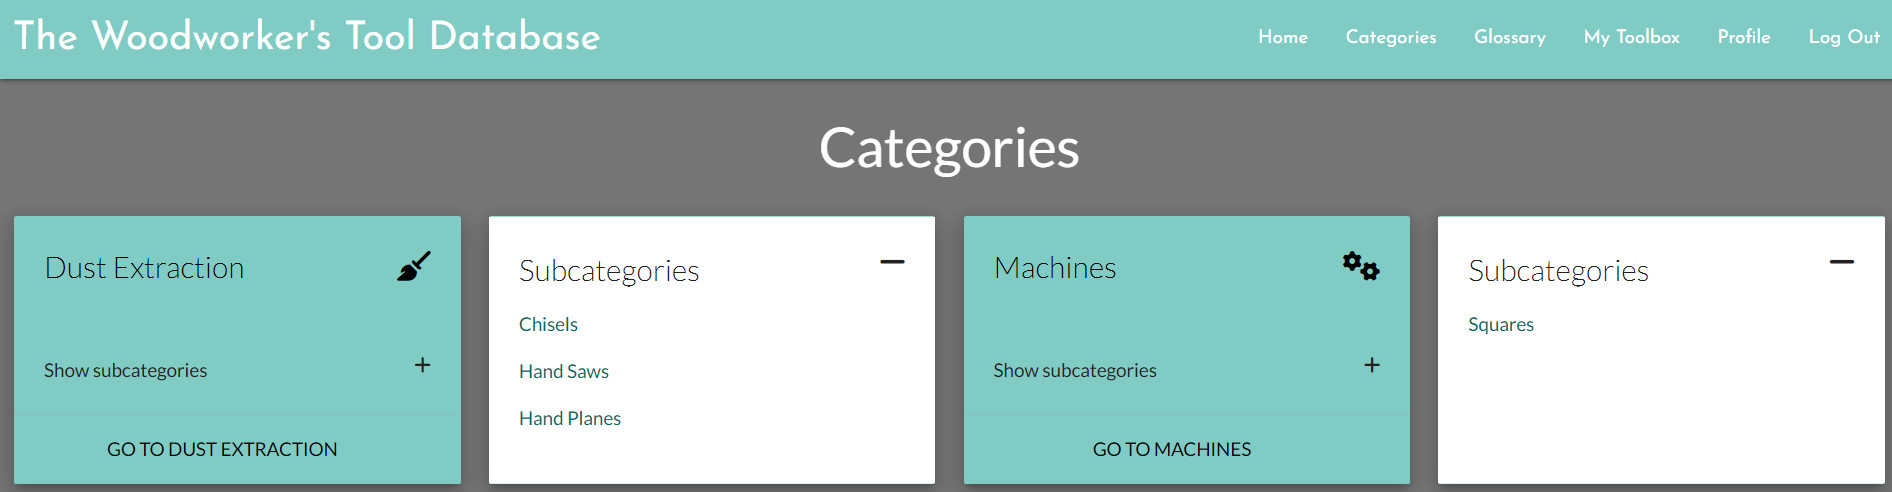 The Woodworker's Tool Database
Home Categories Glossary My Toolbox Profile Log Out
Categories
Dust Extraction
Show subcategories
GO TO DUST EXTRACTION
Subcategories
Chisels
Hand Saws
Hand Planes
Machines
Show subcategories
GO TO MACHINES
Subcategories
Squares